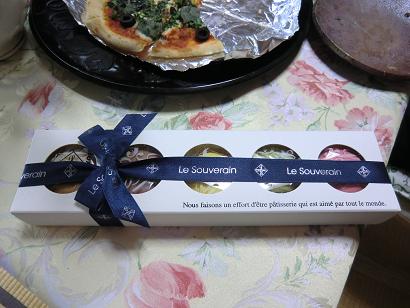 Le Souverain
Le Souverain
Nous faisons un effort d'être pâtisserie qui est aimé par tout le monde.